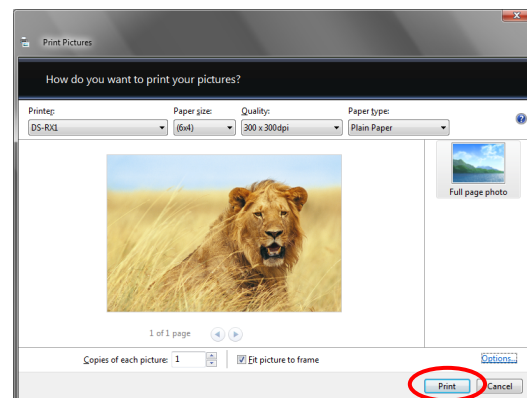 Print Pictures
How do you want to print your pictures?
Printer: Paper size: Quality: Paper type:
DS-RX1 (6x4) 300 x 300dpi Plain Paper
Full page photo
1 of 1 page
Copies of each picture: 1 Fit picture to frame Options...
Print Cancel